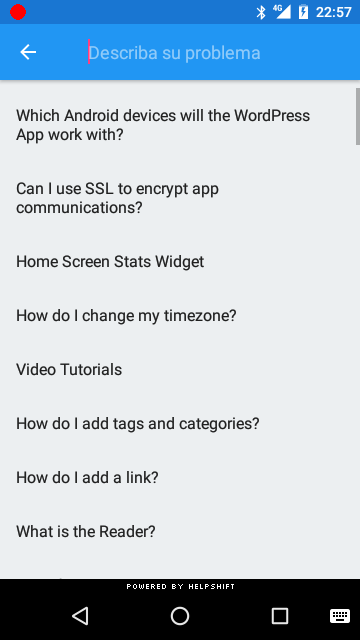 4G 22:57
Describa su problema
Which Android devices will the WordPress
App work with?
Can I use SSL to encrypt app
communications?
Home Screen Stats Widget
How do I change my timezone?
Video Tutorials
How do I add tags and categories?
How do I add a link?
What is the Reader?
POWERED BY HELPSHIFT